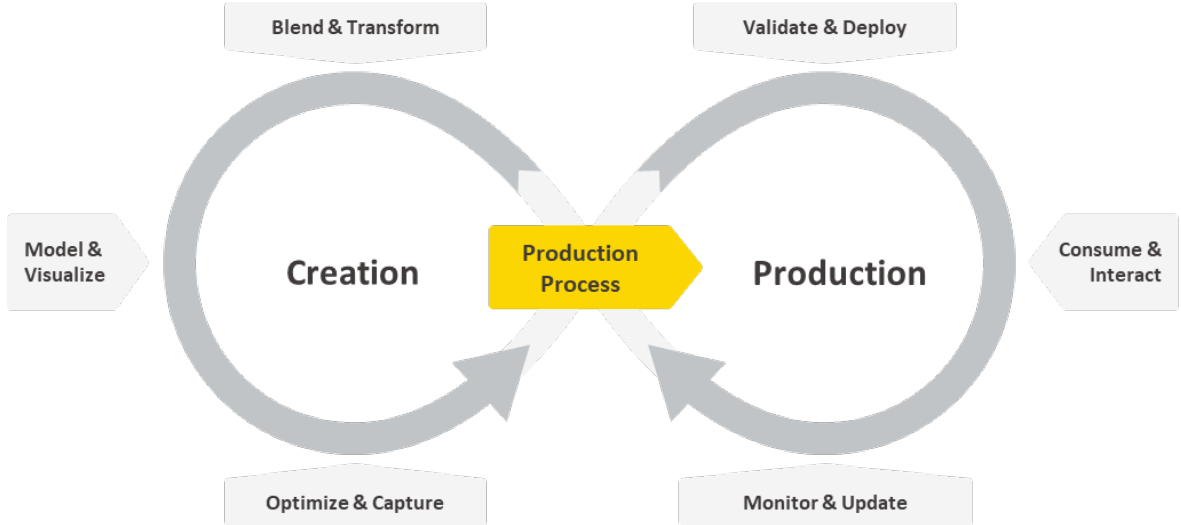 Blend & Transform
Validate & Deploy
Model &
Visualize
Creation
Production
Process
Production
Consume &
Interact
Optimize & Capture
Monitor & Update